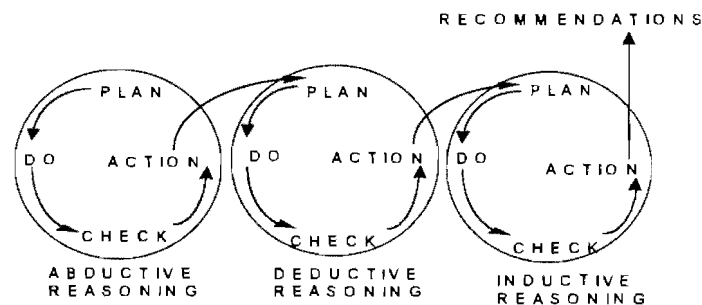 RECOMMENDATIONS
PLAN
DO
ACTION
CHECK
ABDUCTIVE
REASONING
PLAN
DO
ACTION
CHECK
DEDUCTIVE
REASONING
PLAN
DO
ACTION
CHECK
INDUCTIVE
REASONING